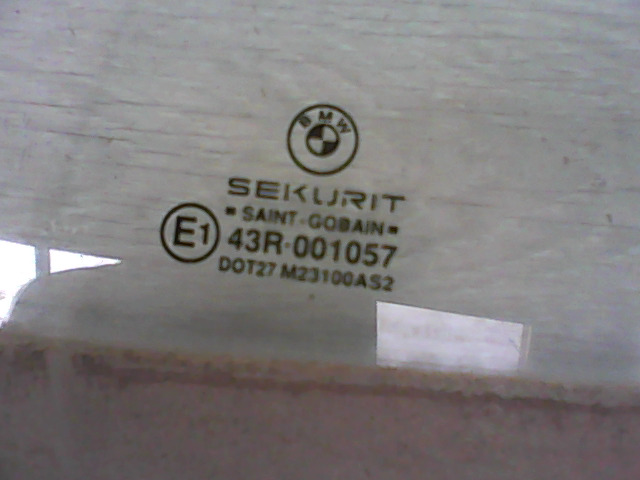 BMW
SEKURIT
SAINT-GOBAIN
E1 43R-001057
DOT27 M23100AS2